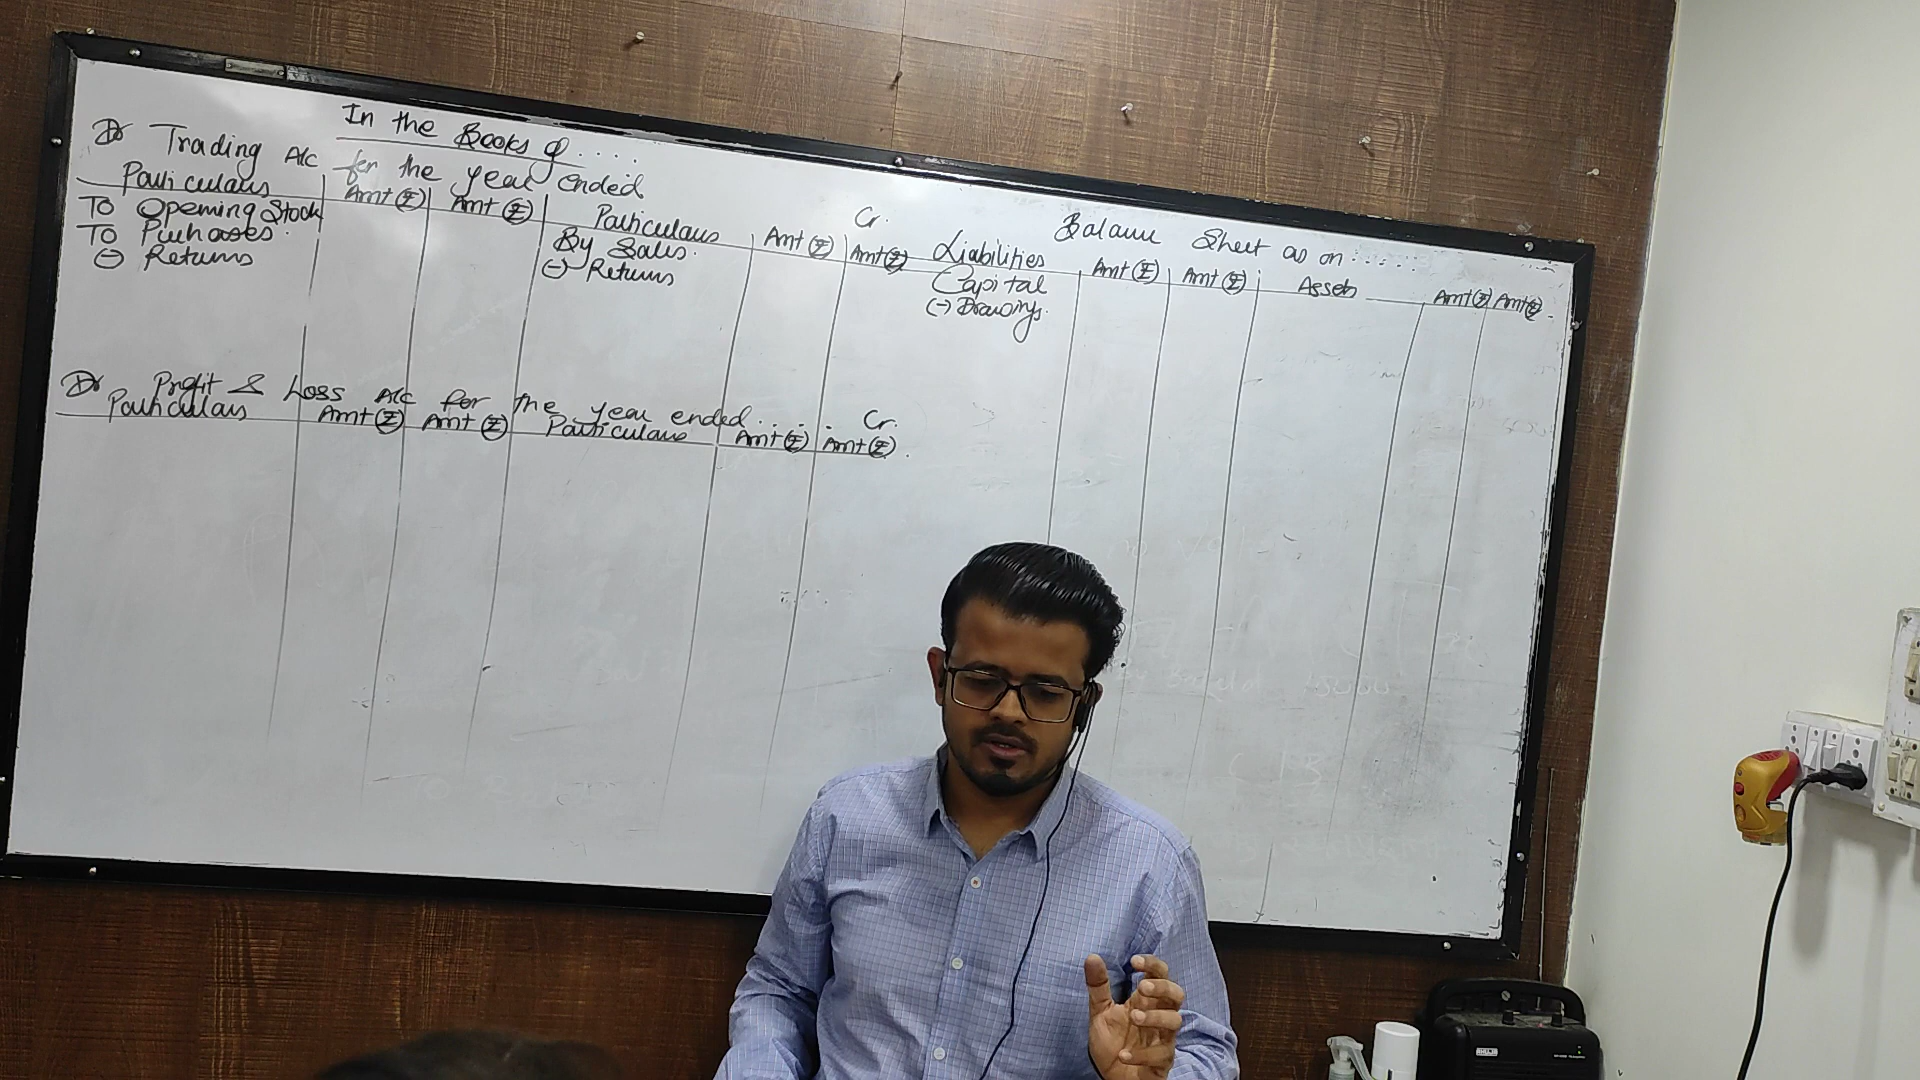 In the Books of ....
Dr Trading A/c for the year ended
Cr.
Particulars Amt (₹) Amt (₹) Particulars Amt (₹) Amt (₹)
To Opening Stock
To Purchases.
(-) Returns
By Sales.
(-) Returns
Balance Sheet as on ......
Liabilities Amt (₹) Amt (₹) Assets Amt (₹) Amt (₹)
Capital
(-) Drawings.
Dr Profit & Loss A/c for the year ended..... Cr.
Particulars Amt (₹) Amt (₹) Particulars Amt (₹) Amt (₹)